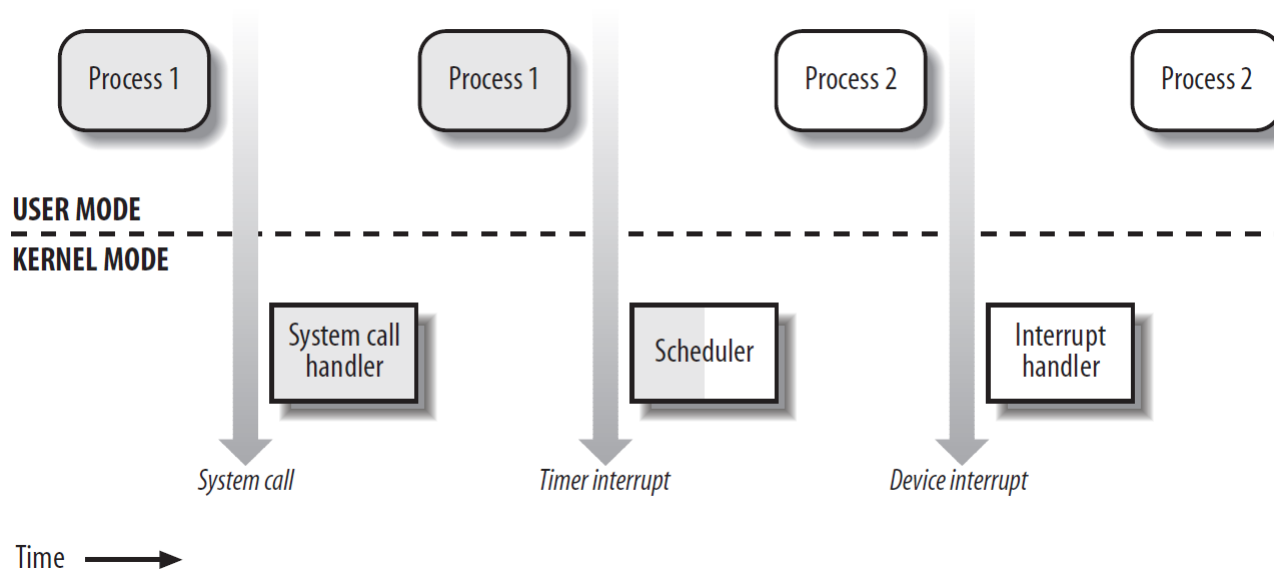 Process 1
Process 1
Process 2
Process 2
USER MODE
KERNEL MODE
System call
handler
Scheduler
Interrupt
handler
System call
Timer interrupt
Device interrupt
Time